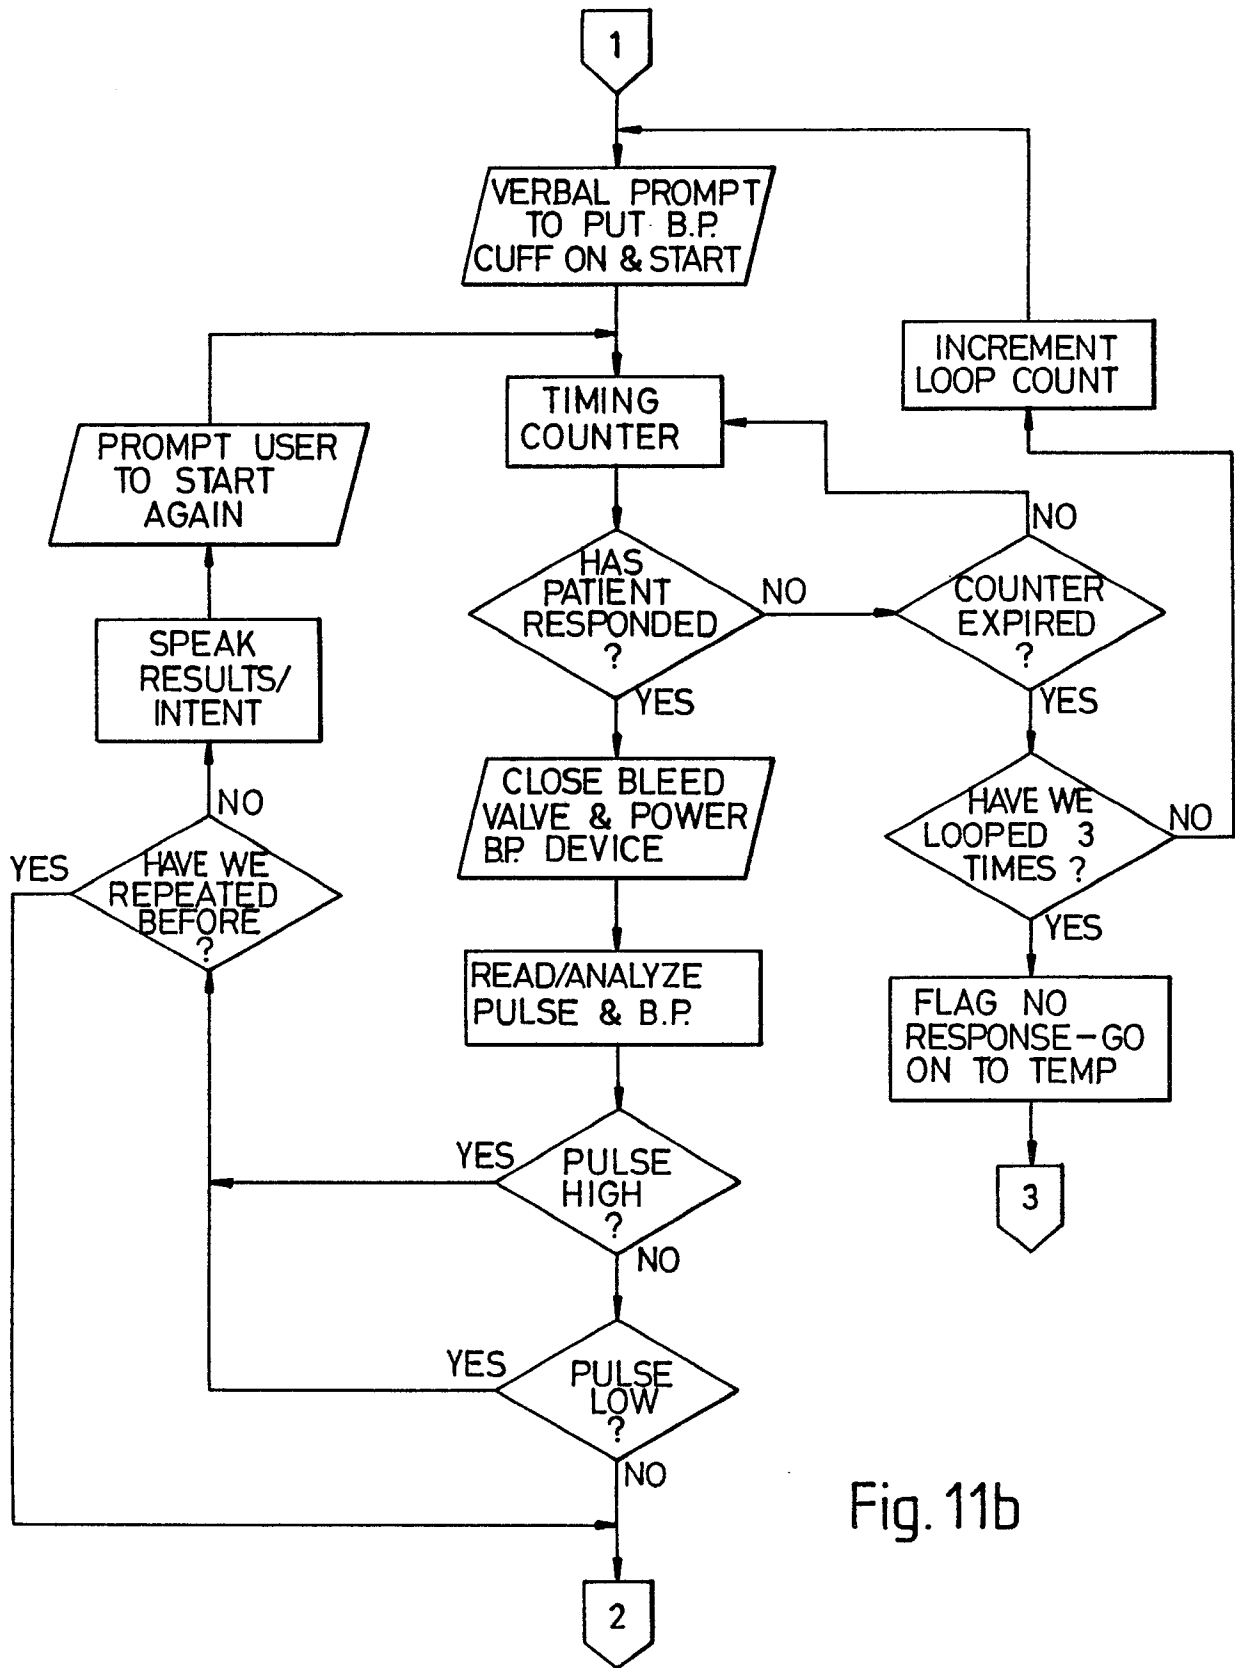 1
VERBAL PROMPT
TO PUT B.P.
CUFF ON & START
INCREMENT
LOOP COUNT
TIMING
COUNTER
PROMPT USER
TO START
AGAIN
NO
HAS
PATIENT
RESPONDED
?
NO
COUNTER
EXPIRED
?
YES
YES
SPEAK
RESULTS/
INTENT
CLOSE BLEED
VALVE & POWER
B.P. DEVICE
HAVE WE
LOOPED 3
TIMES ?
NO
YES
NO
YES
HAVE WE
REPEATED
BEFORE
?
READ/ANALYZE
PULSE & B.P.
FLAG NO
RESPONSE-GO
ON TO TEMP
3
YES
PULSE
HIGH
?
NO
YES
PULSE
LOW
?
NO
2
Fig. 11b